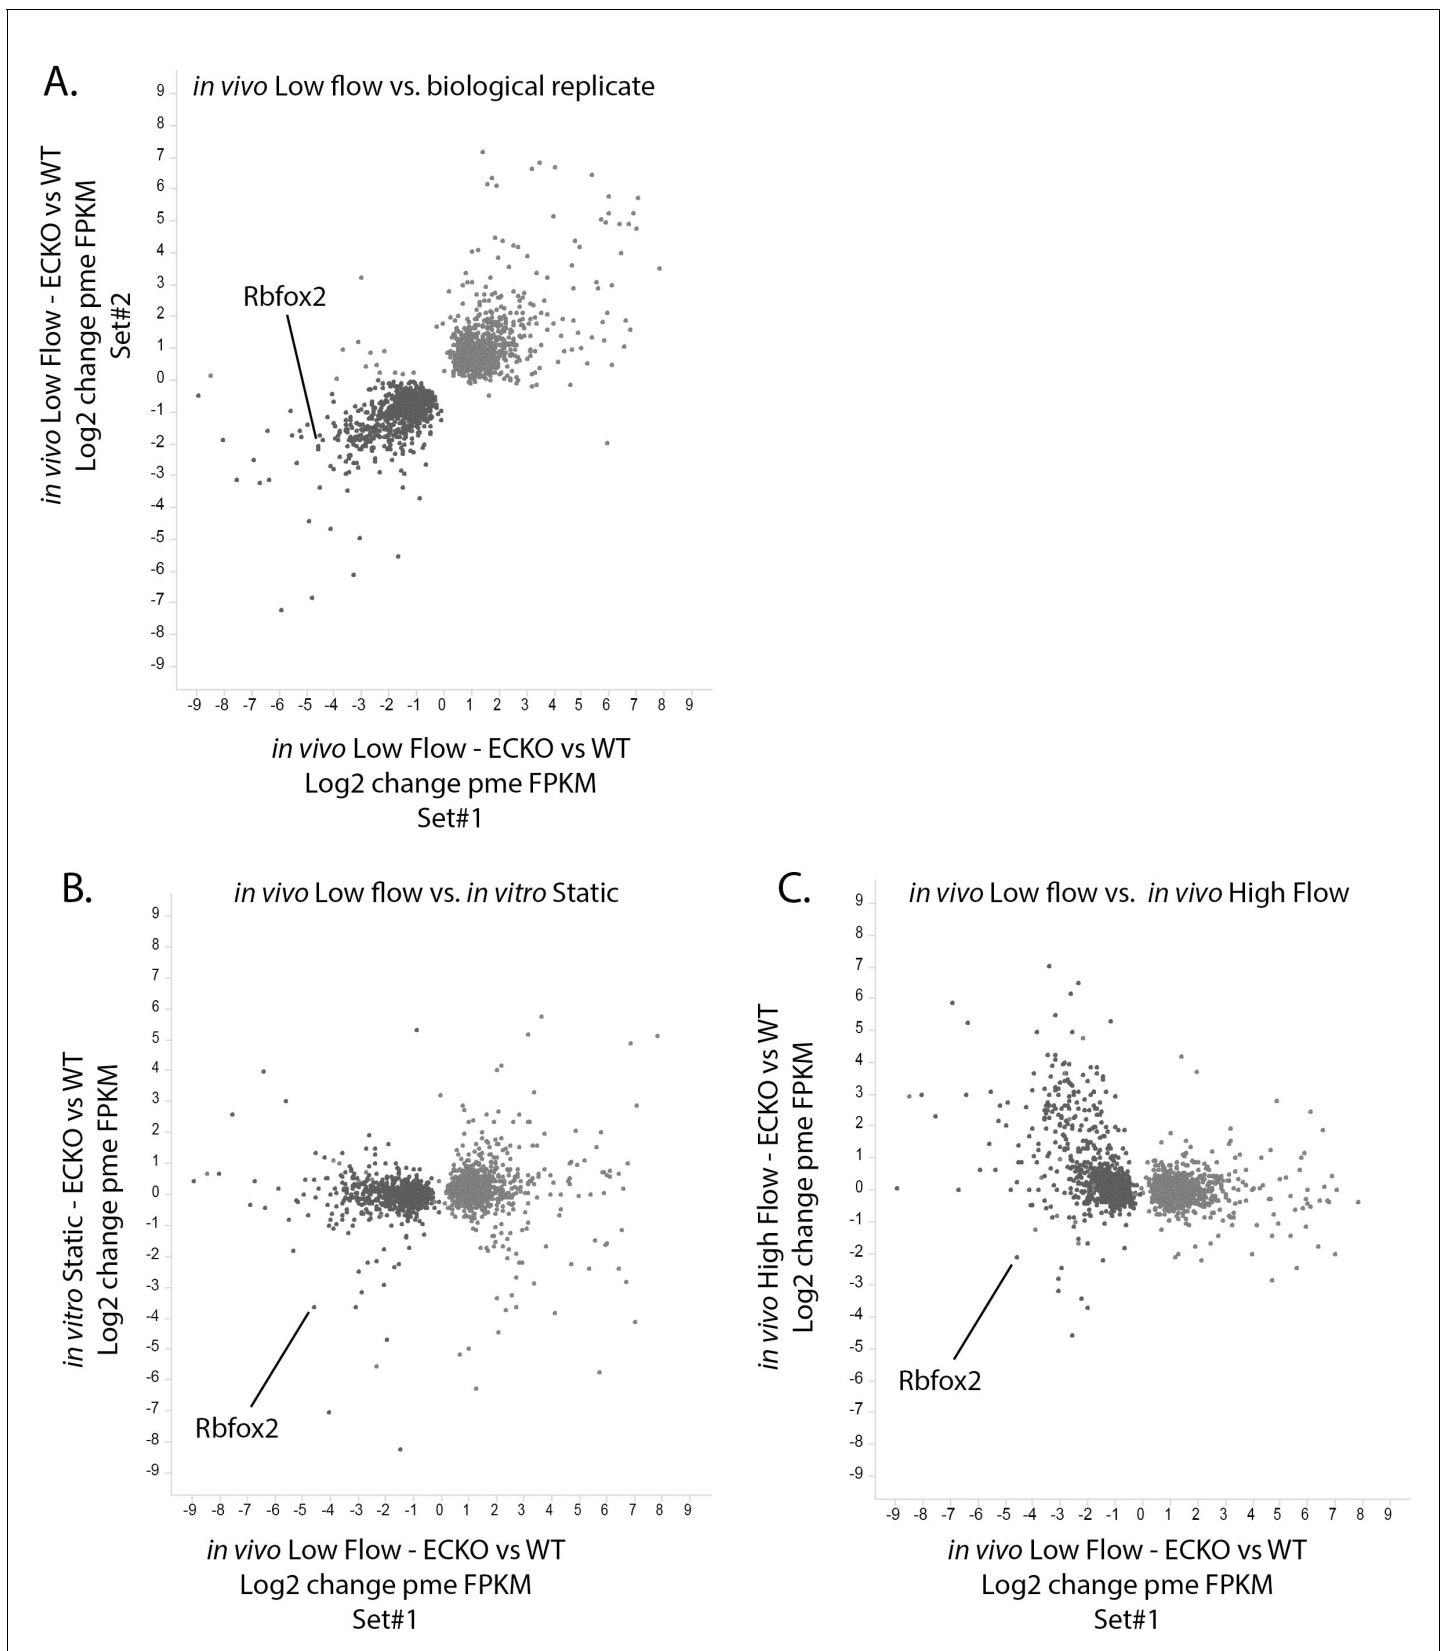 A.
in vivo Low flow vs. biological replicate
in vivo Low Flow - ECKO vs WT
Log2 change pme FPKM
Set#2
9
8
7
6
5
4
3
2
1
0
-1
-2
-3
-4
-5
-6
-7
-8
-9
Rbfox2
-9 -8 -7 -6 -5 -4 -3 -2 -1 0 1 2 3 4 5 6 7 8 9
in vivo Low Flow - ECKO vs WT
Log2 change pme FPKM
Set#1
B.
in vivo Low flow vs. in vitro Static
in vitro Static - ECKO vs WT
Log2 change pme FPKM
9
8
7
6
5
4
3
2
1
0
-1
-2
-3
-4
-5
-6
-7
-8
-9
Rbfox2
-9 -8 -7 -6 -5 -4 -3 -2 -1 0 1 2 3 4 5 6 7 8 9
in vivo Low Flow - ECKO vs WT
Log2 change pme FPKM
Set#1
C.
in vivo Low flow vs. in vivo High Flow
in vivo High Flow - ECKO vs WT
Log2 change pme FPKM
9
8
7
6
5
4
3
2
1
0
-1
-2
-3
-4
-5
-6
-7
-8
-9
Rbfox2
-9 -8 -7 -6 -5 -4 -3 -2 -1 0 1 2 3 4 5 6 7 8 9
in vivo Low Flow - ECKO vs WT
Log2 change pme FPKM
Set#1